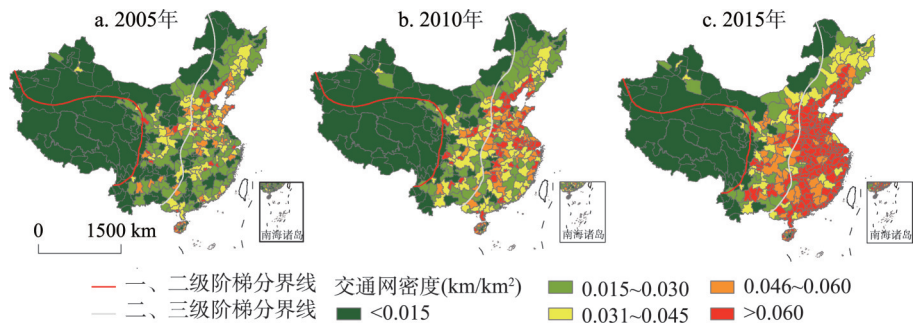 a. 2005年
b. 2010年
c. 2015年
南海诸岛
南海诸岛
南海诸岛
0 1500 km
一、二级阶梯分界线
二、三级阶梯分界线
交通网密度(km/km²)
<0.015
0.015~0.030
0.031~0.045
0.046~0.060
>0.060